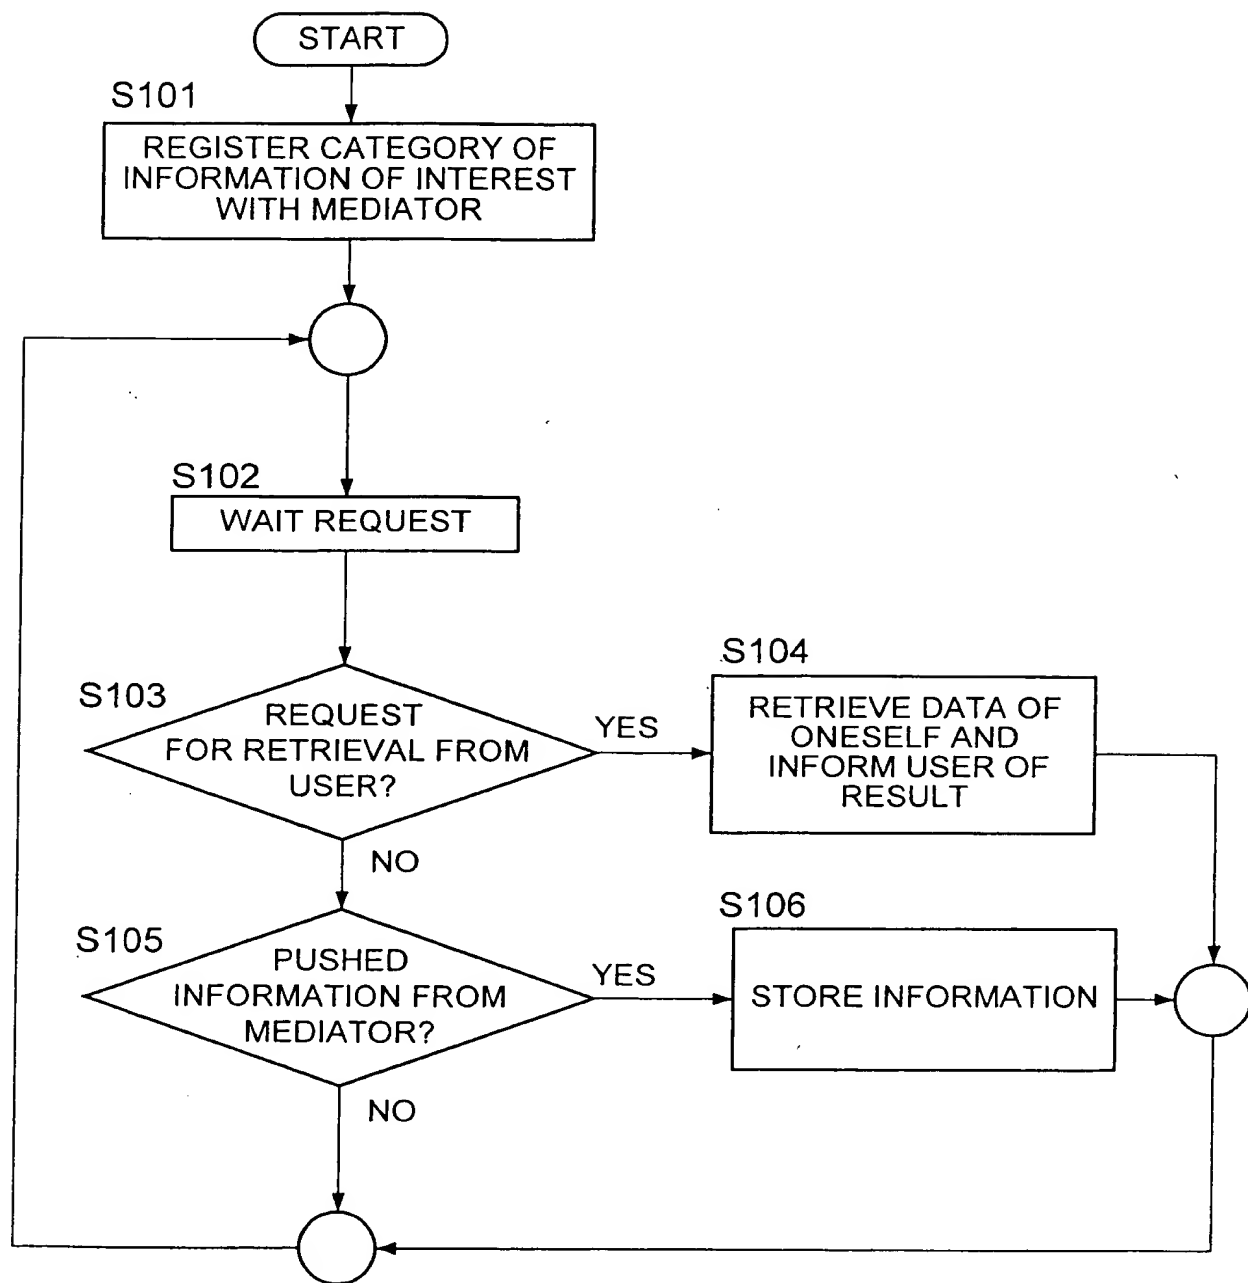 START
S101
REGISTER CATEGORY OF
INFORMATION OF INTEREST
WITH MEDIATOR
S102
WAIT REQUEST
S103
REQUEST
FOR RETRIEVAL FROM
USER?
YES
S104
RETRIEVE DATA OF
ONESELF AND
INFORM USER OF
RESULT
NO
S105
PUSHED
INFORMATION FROM
MEDIATOR?
YES
S106
STORE INFORMATION
NO